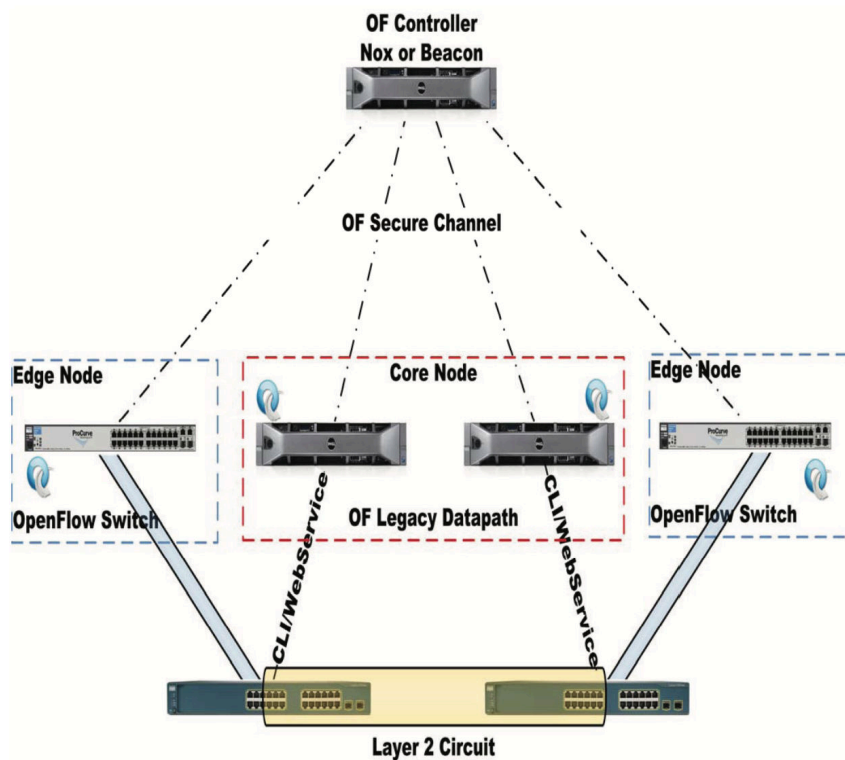 OF Controller
Nox or Beacon
OF Secure Channel
Edge Node
Core Node
Edge Node
ProCurve
ProCurve
OpenFlow Switch
OF Legacy Datapath
OpenFlow Switch
CLI/WebService
CLI/WebService
Layer 2 Circuit